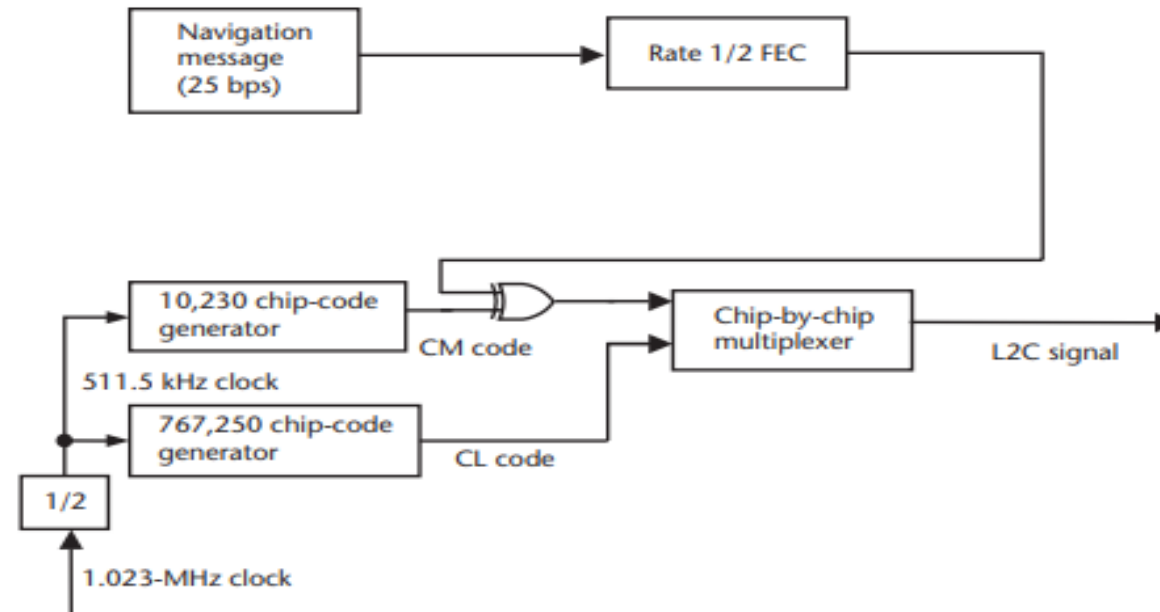 Navigation
message
(25 bps)
Rate 1/2 FEC
10,230 chip-code
generator
CM code
Chip-by-chip
multiplexer
L2C signal
511.5 kHz clock
767,250 chip-code
generator
CL code
1/2
1.023-MHz clock